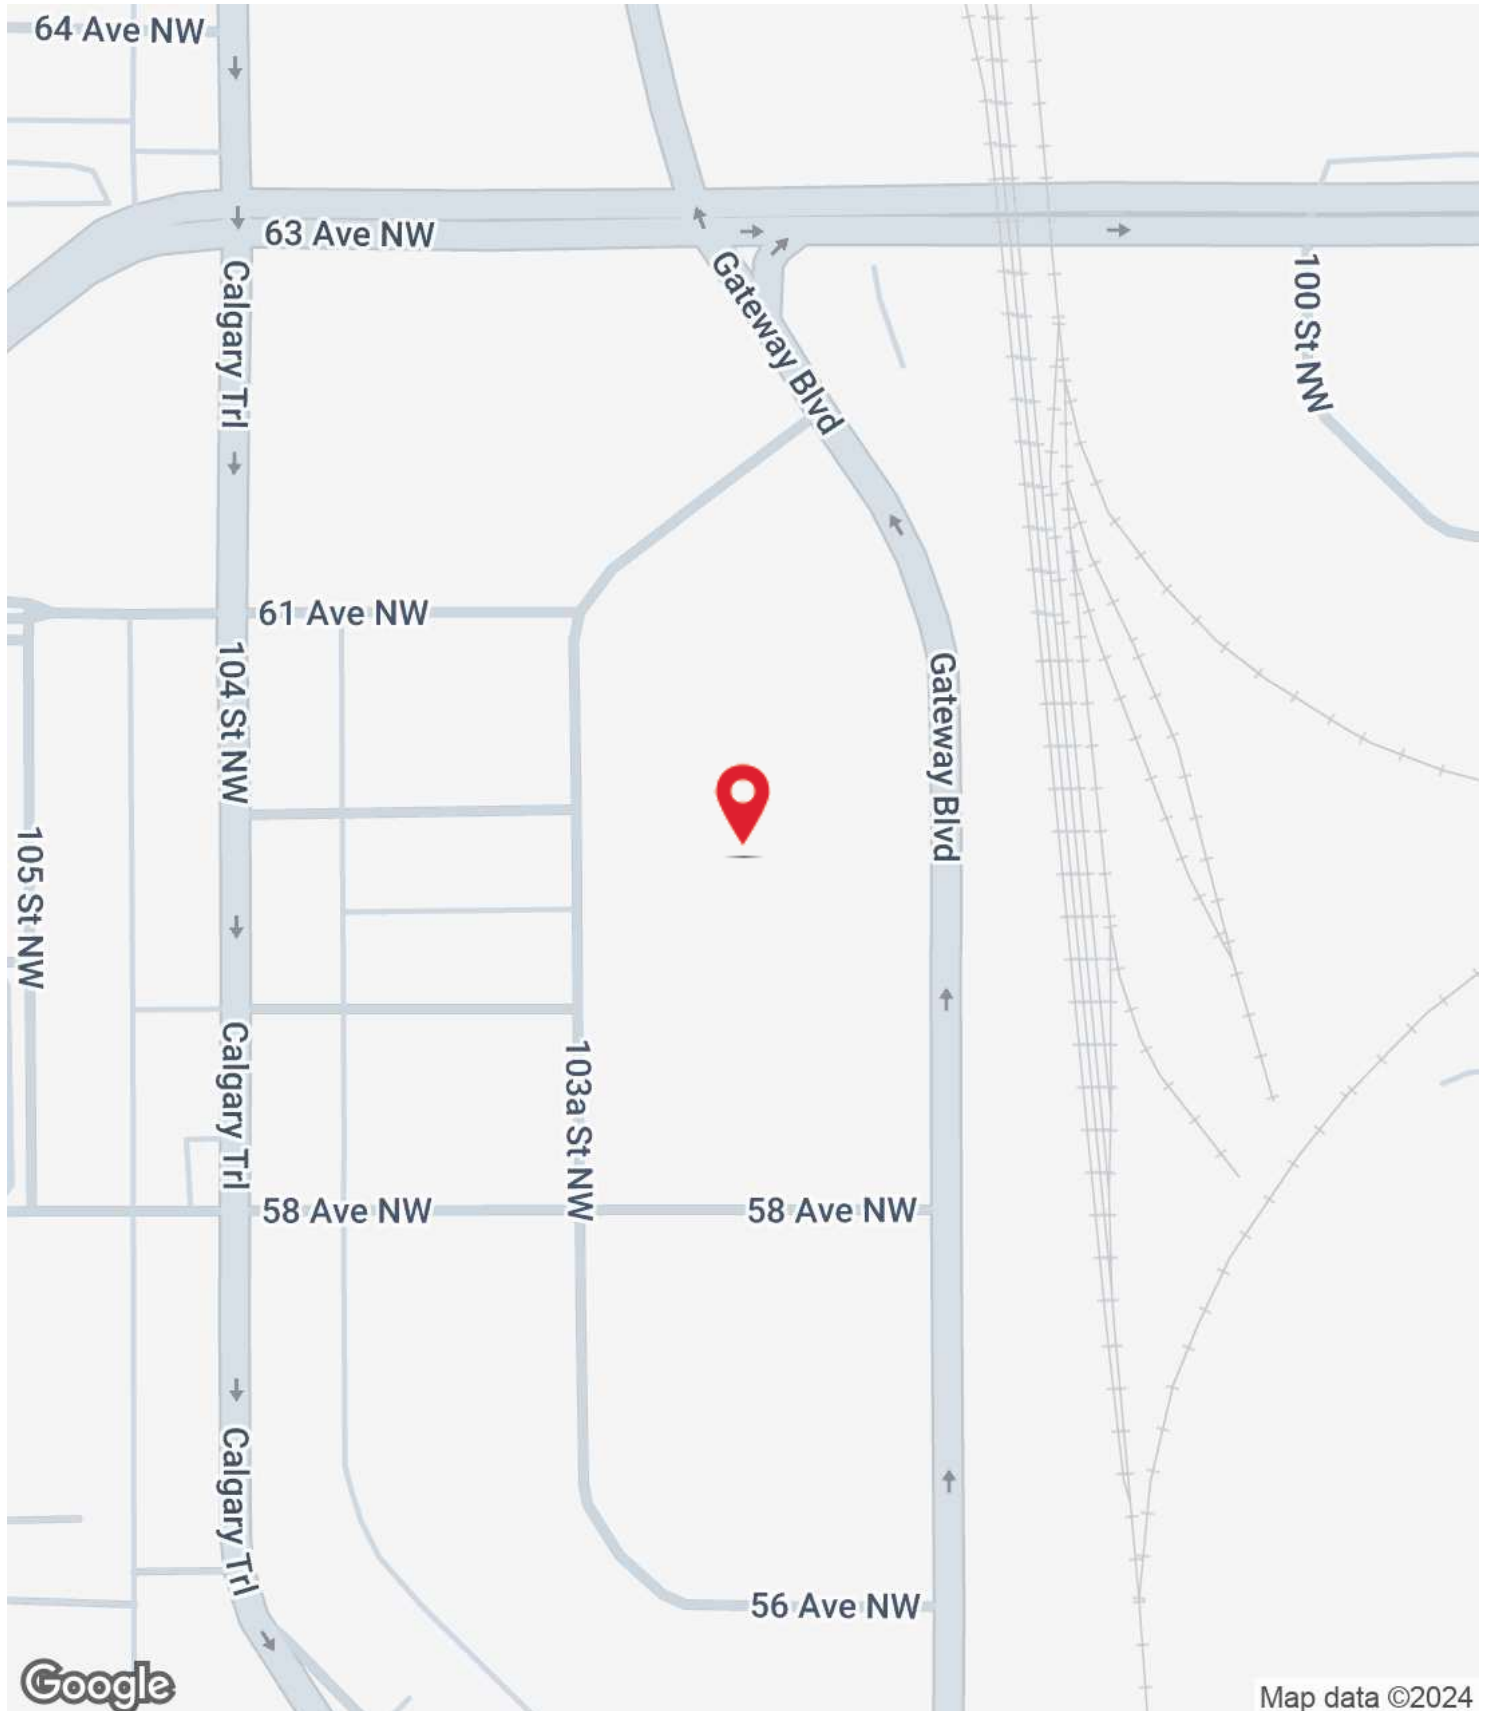 64 Ave NW
63 Ave NW
Calgary Trl
Gateway Blvd
100 St NW
61 Ave NW
104 St NW
Gateway Blvd
105 St NW
Calgary Trl
103a St NW
58 Ave NW
58 Ave NW
Calgary Trl
56 Ave NW
Google
Map data ©2024